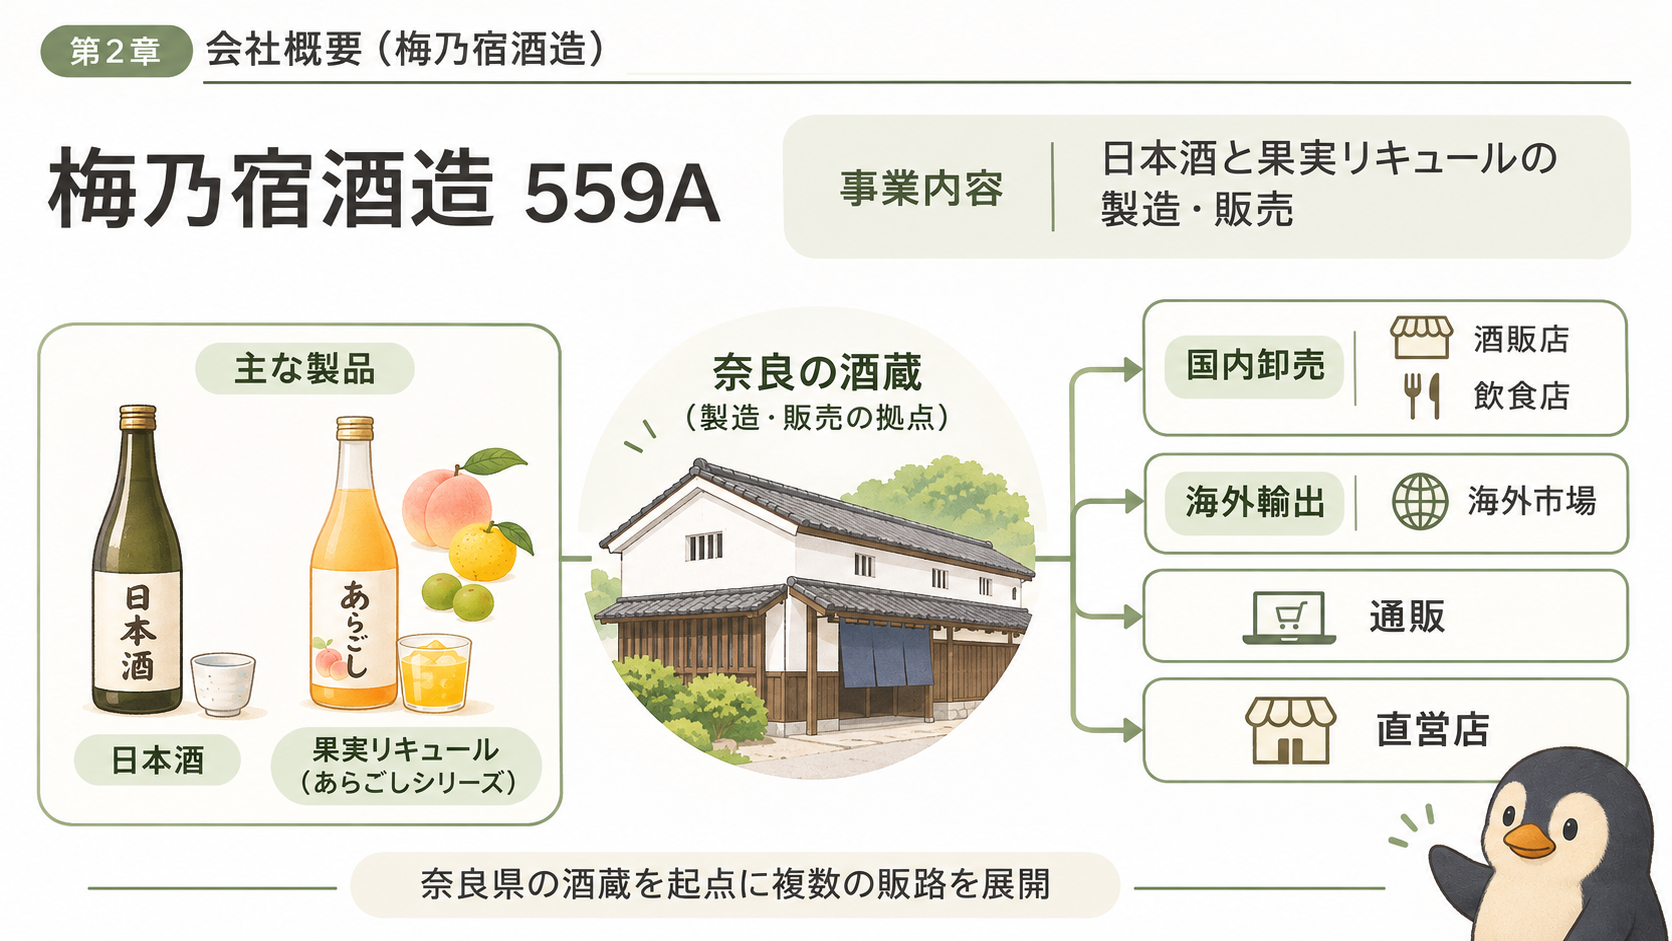 第2章
会社概要（梅乃宿酒造）
梅乃宿酒造 559A
事業内容
日本酒と果実リキュールの
製造・販売
主な製品
日本酒
あらごし
日本酒
果実リキュール
（あらごしシリーズ）
奈良の酒蔵
（製造・販売の拠点）
国内卸売
酒販店
飲食店
海外輸出
海外市場
通販
直営店
奈良県の酒蔵を起点に複数の販路を展開